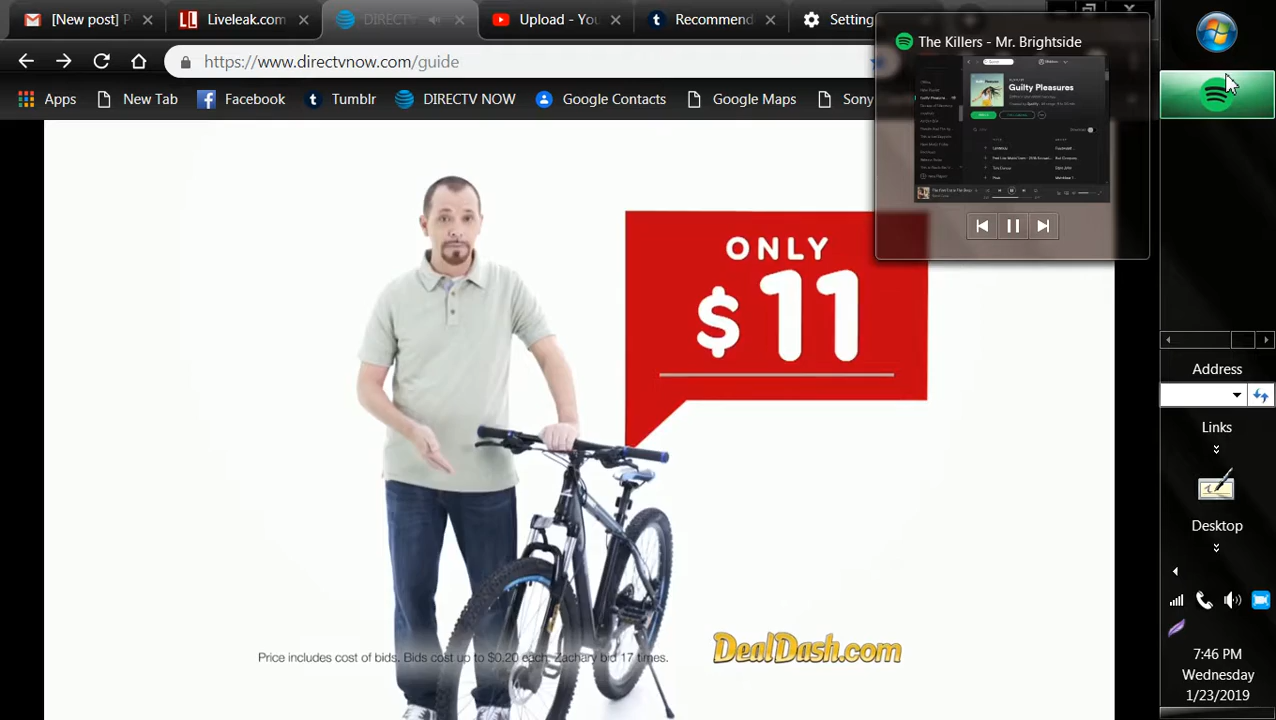 [New post] P
Liveleak.com
DIRECTV
Upload - You
Recommend
Setting
https://www.directvnow.com/guide
Apps
New Tab
Facebook
Tumblr
DIRECTV NOW
Google Contacts
Google Maps
Sony
The Killers - Mr. Brightside
Guilty Pleasures
ONLY
$11
Price includes cost of bids. Bids cost up to $0.20 each. Zachary bid 17 times.
DealDash.com
Address
Links
Desktop
7:46 PM
Wednesday
1/23/2019